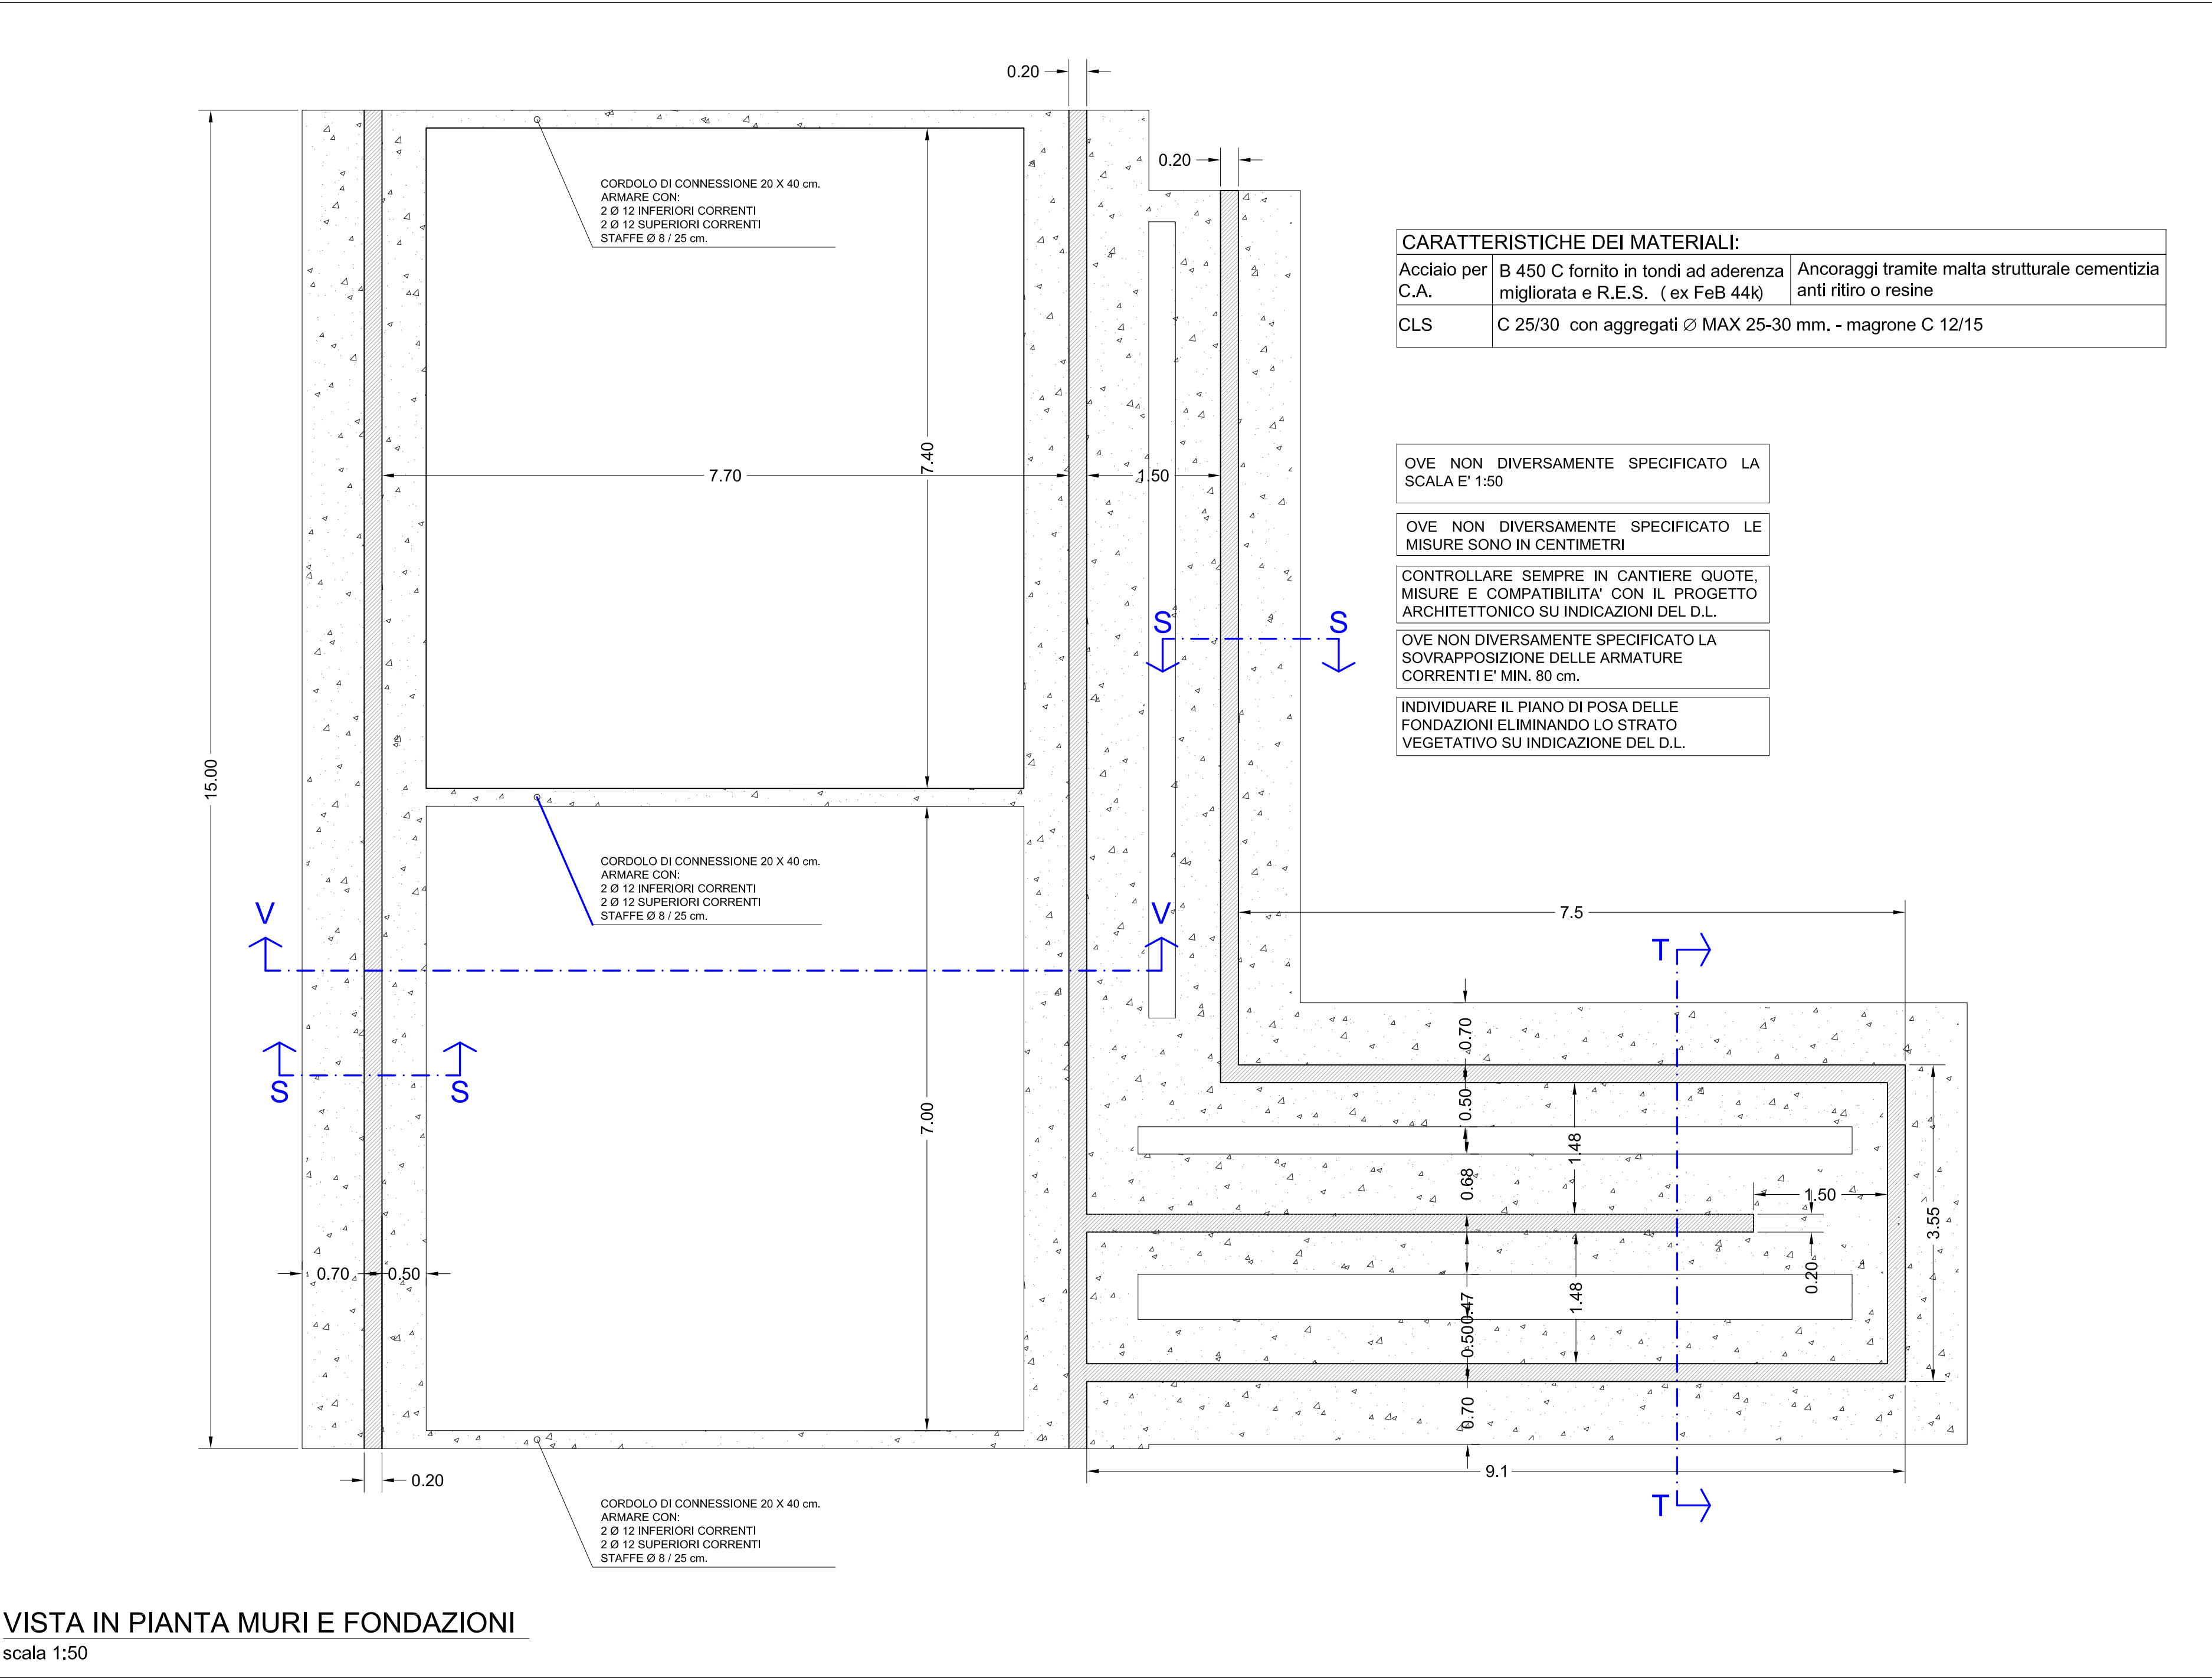 0.20
0.20
CORDOLO DI CONNESSIONE 20 X 40 cm.
ARMARE CON:
2 Ø 12 INFERIORI CORRENTI
2 Ø 12 SUPERIORI CORRENTI
STAFFE Ø 8 / 25 cm.
CARATTERISTICHE DEI MATERIALI:
Acciaio per
C.A.
B 450 C fornito in tondi ad aderenza
migliorata e R.E.S. ( ex FeB 44k)
Ancoraggi tramite malta strutturale cementizia
anti ritiro o resine
CLS
C 25/30 con aggregati ∅ MAX 25-30 mm. - magrone C 12/15
7.40
7.70
1.50
OVE NON DIVERSAMENTE SPECIFICATO LA
SCALA E' 1:50
OVE NON DIVERSAMENTE SPECIFICATO LE
MISURE SONO IN CENTIMETRI
CONTROLLARE SEMPRE IN CANTIERE QUOTE,
MISURE E COMPATIBILITA' CON IL PROGETTO
ARCHITETTONICO SU INDICAZIONI DEL D.L.
OVE NON DIVERSAMENTE SPECIFICATO LA
SOVRAPPOSIZIONE DELLE ARMATURE
CORRENTI E' MIN. 80 cm.
INDIVIDUARE IL PIANO DI POSA DELLE
FONDAZIONI ELIMINANDO LO STRATO
VEGETATIVO SU INDICAZIONE DEL D.L.
S
S
15.00
CORDOLO DI CONNESSIONE 20 X 40 cm.
ARMARE CON:
2 Ø 12 INFERIORI CORRENTI
2 Ø 12 SUPERIORI CORRENTI
STAFFE Ø 8 / 25 cm.
V
V
7.5
T
0.70
S
S
7.00
0.50
1.48
0.68
1.50
3.55
0.70
0.50
0.20
0.47
0.50
1.48
0.70
9.1
0.20
T
CORDOLO DI CONNESSIONE 20 X 40 cm.
ARMARE CON:
2 Ø 12 INFERIORI CORRENTI
2 Ø 12 SUPERIORI CORRENTI
STAFFE Ø 8 / 25 cm.
VISTA IN PIANTA MURI E FONDAZIONI
scala 1:50